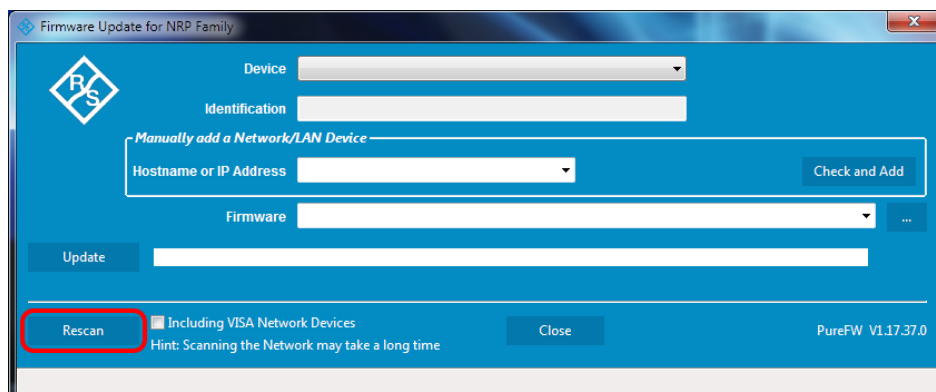 Firmware Update for NRP Family
R
S
Device
Identification
Manually add a Network/LAN Device
Hostname or IP Address
Check and Add
Firmware
...
Update
Rescan
Including VISA Network Devices
Hint: Scanning the Network may take a long time
Close
PureFW V1.17.37.0